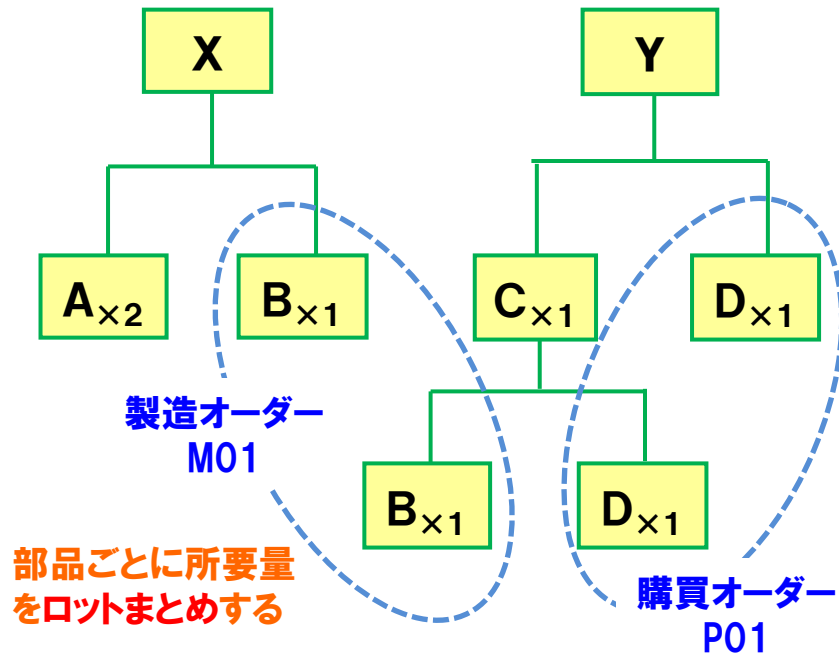 X
Y
A×2
B×1
C×1
D×1
製造オーダー
M01
B×1
D×1
部品ごとに所要量
をロットまとめする
購買オーダー
P01